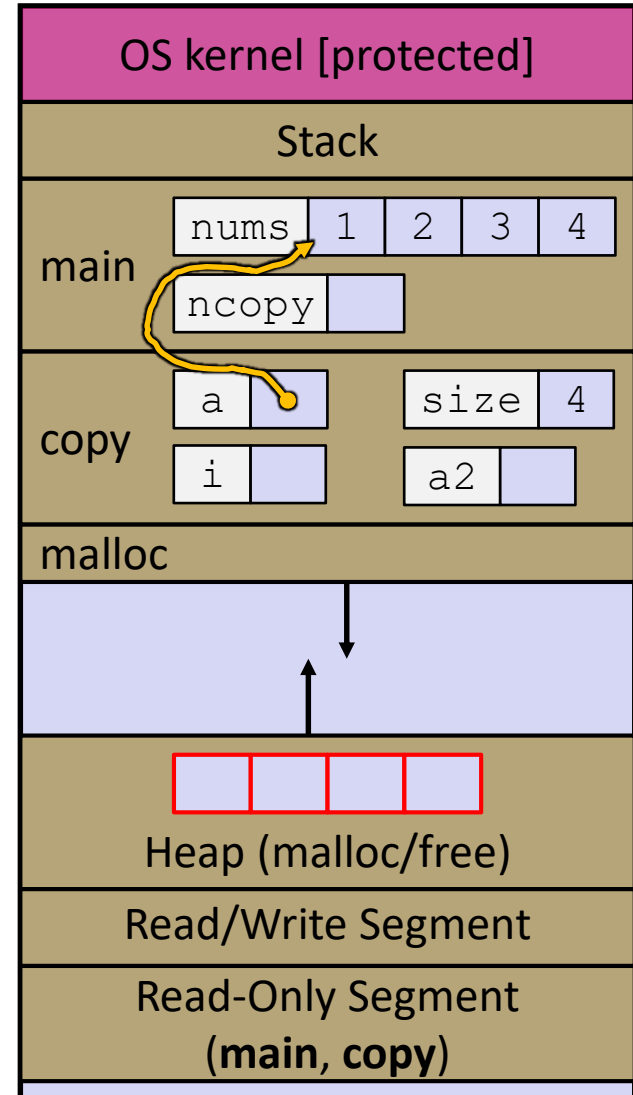 OS kernel [protected]
Stack
main
nums 1 2 3 4
ncopy
copy
a size 4
i a2
malloc
Heap (malloc/free)
Read/Write Segment
Read-Only Segment
(main, copy)